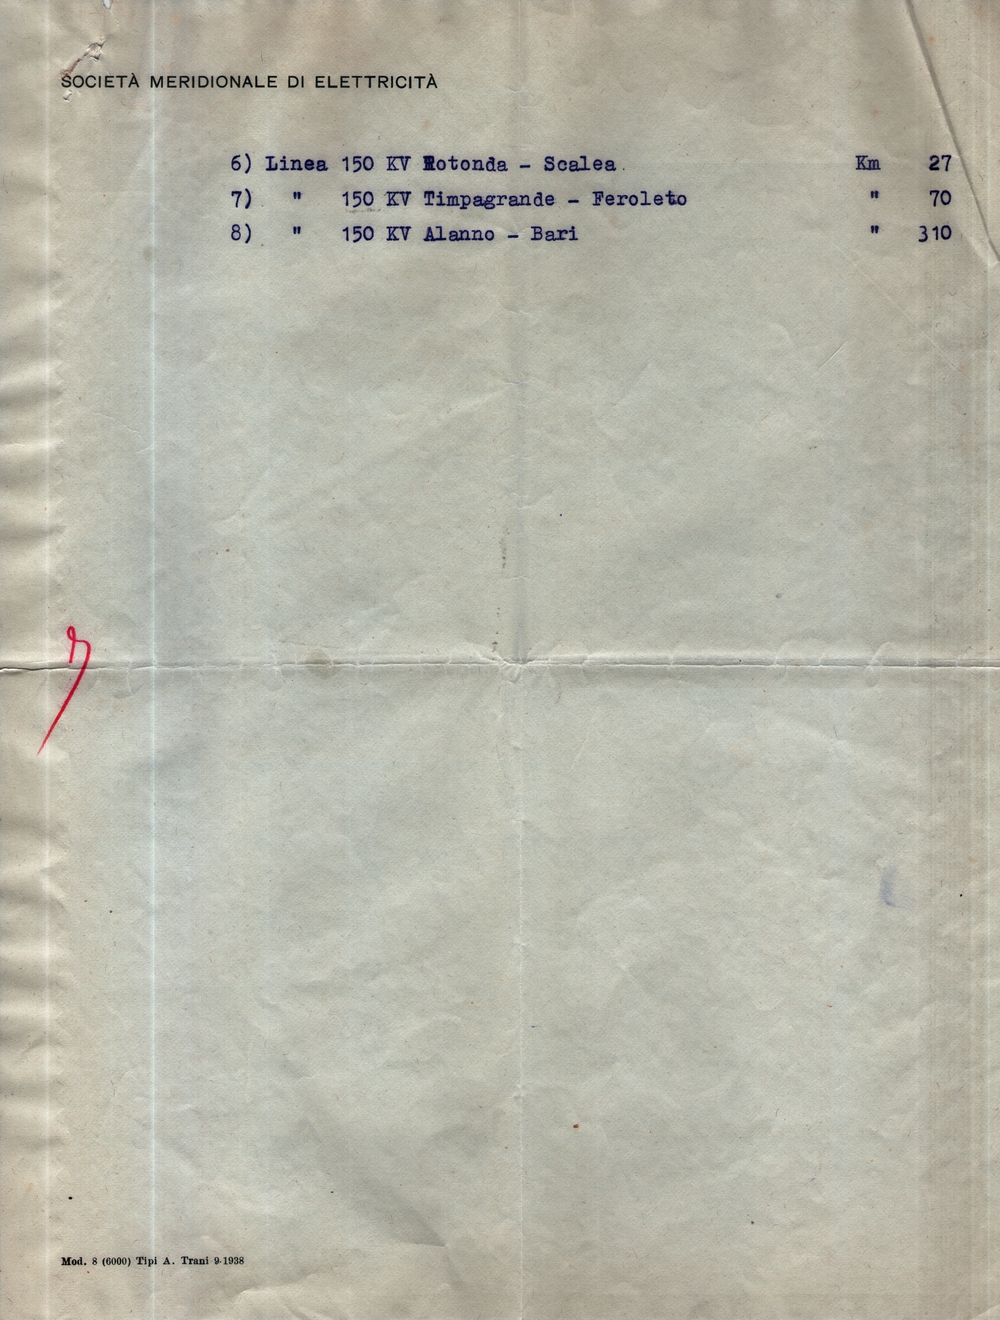 SOCIETÀ MERIDIONALE DI ELETTRICITÀ
6) Linea 150 KV Rotonda - Scalea. Km 27
7) " 150 KV Timpagrande - Feroleto " 70
8) " 150 KV Alanno - Bari " 310
Mod. 8 (6000) Tipi A. Trani 9-1938